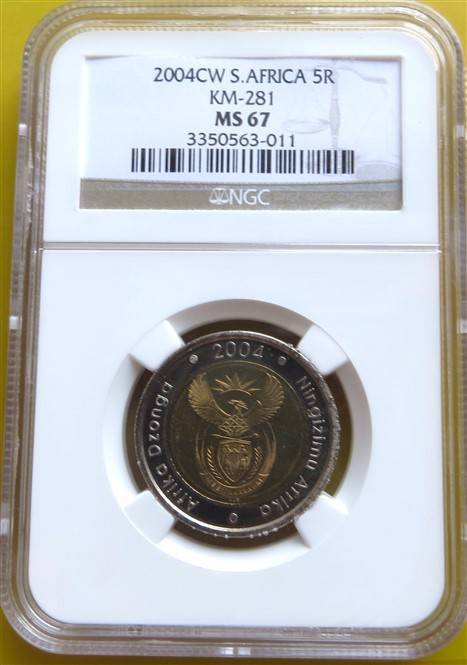 2004CW S.AFRICA 5R
KM-281
MS 67
3350563-011
NGC
2004
Afrika Dzonga
Ningizimu Afrika